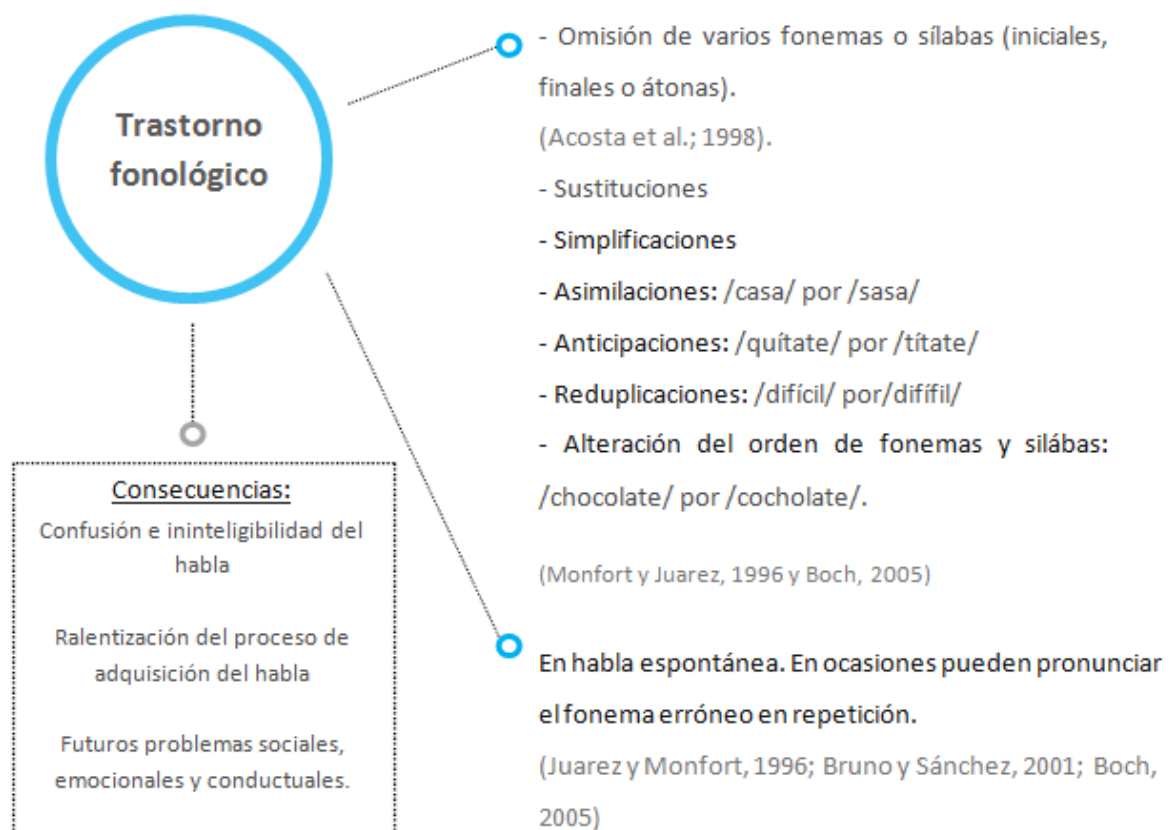 Trastorno
fonológico
- Omisión de varios fonemas o sílabas (iniciales,
finales o átonas).
(Acosta et al.; 1998).
- Sustituciones
- Simplificaciones
- Asimilaciones: /casa/ por /sasa/
- Anticipaciones: /quítate/ por /títate/
- Reduplicaciones: /difícil/ por/difífil/
- Alteración del orden de fonemas y silábas:
/chocolate/ por /cocholate/.
(Monfort y Juarez, 1996 y Boch, 2005)
En habla espontánea. En ocasiones pueden pronunciar
el fonema erróneo en repetición.
(Juarez y Monfort, 1996; Bruno y Sánchez, 2001; Boch,
2005)
Consecuencias:
Confusión e ininteligibilidad del
habla
Ralentización del proceso de
adquisición del habla
Futuros problemas sociales,
emocionales y conductuales.